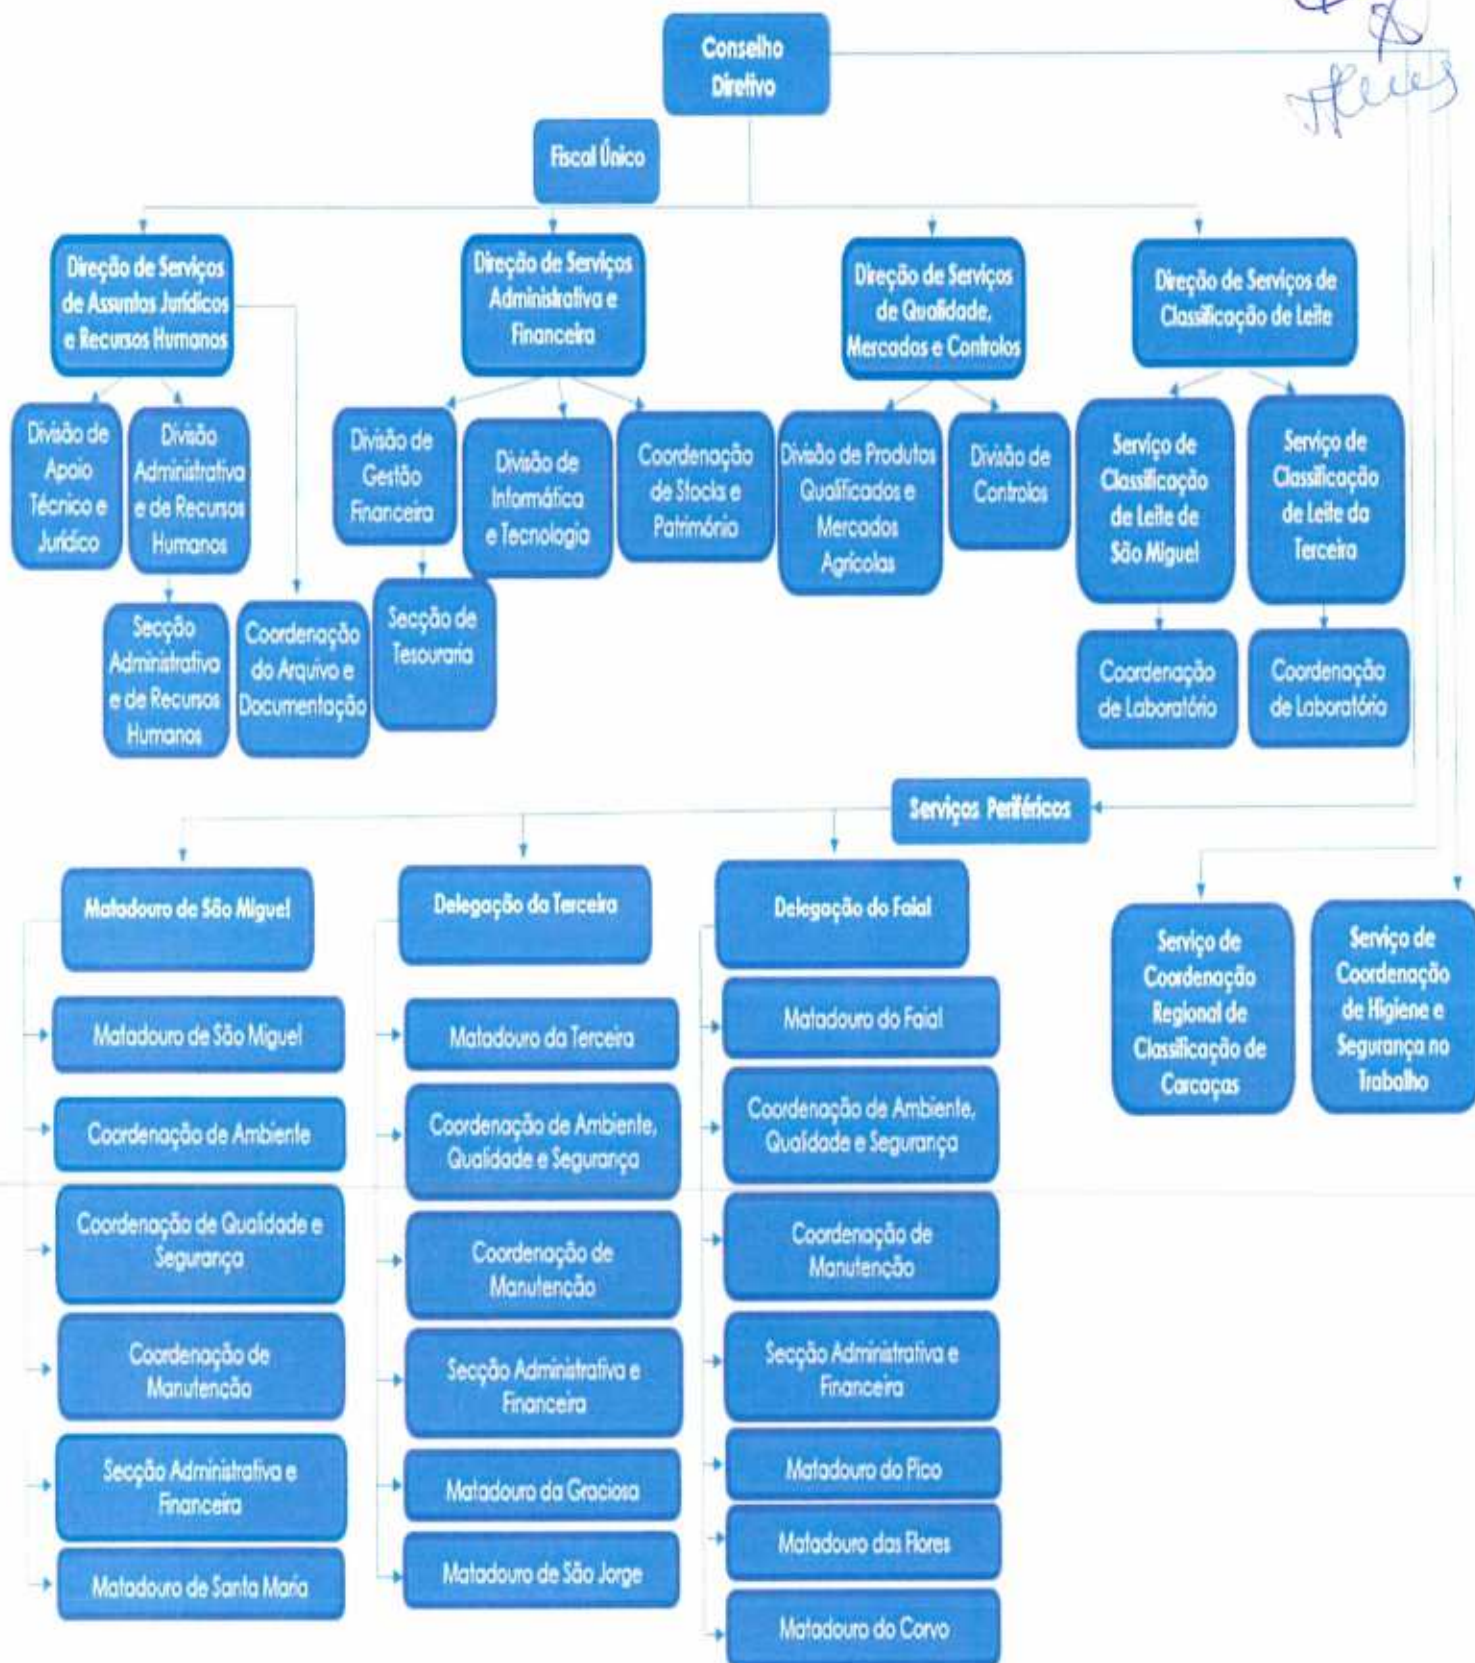 Conselho
Diretivo
Fiscal Único
Direção de Serviços
de Assuntos Jurídicos
e Recursos Humanos
Direção de Serviços
Administrativa e
Financeira
Direção de Serviços
de Qualidade,
Mercados e Controlos
Direção de Serviços de
Classificação de Leite
Divisão de
Apoio
Técnico e
Jurídico
Divisão
Administrativa
e de Recursos
Humanos
Divisão de
Gestão
Financeira
Divisão de
Informática
e Tecnologia
Coordenação
de Stocks e
Património
Divisão de Produtos
Qualificados e
Mercados
Agrícolas
Divisão de
Controlos
Serviço de
Classificação
de Leite de
São Miguel
Serviço de
Classificação
de Leite da
Terceira
Secção
Administrativa
e de Recursos
Humanos
Coordenação
do Arquivo e
Documentação
Secção de
Tesouraria
Coordenação
de Laboratório
Coordenação
de Laboratório
Serviços Periféricos
Matadouro de São Miguel
Matadouro de São Miguel
Coordenação de Ambiente
Coordenação de Qualidade e
Segurança
Coordenação de
Manutenção
Secção Administrativa e
Financeira
Matadouro de Santa Maria
Delegação da Terceira
Matadouro da Terceira
Coordenação de Ambiente,
Qualidade e Segurança
Coordenação de
Manutenção
Secção Administrativa e
Financeira
Matadouro da Graciosa
Matadouro de São Jorge
Delegação do Faial
Matadouro do Faial
Coordenação de Ambiente,
Qualidade e Segurança
Coordenação de
Manutenção
Secção Administrativa e
Financeira
Matadouro do Pico
Matadouro das Flores
Matadouro do Corvo
Serviço de
Coordenação
Regional de
Classificação de
Carcaças
Serviço de
Coordenação
de Higiene e
Segurança no
Trabalho